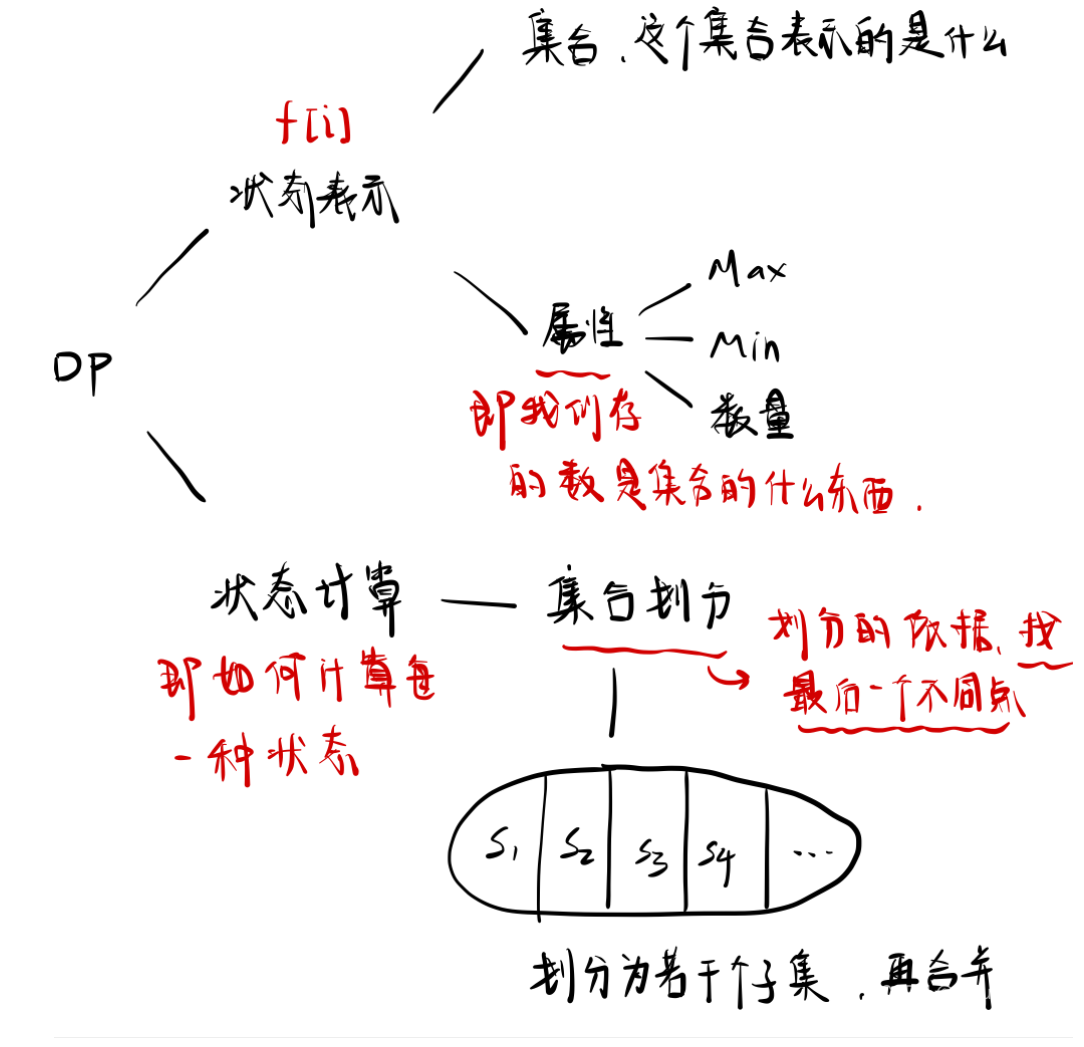 集合、这个集合表示的是什么
f[i]
状态表示
Max
属性
Min
DP
即我们存
数量
的数是集合的什么东西.
状态计算
集合划分
划分的依据、找
即如何计算每
最后一个不同点
一种状态
S1 S2 S3 S4 ...
划分为若干个子集,再合并